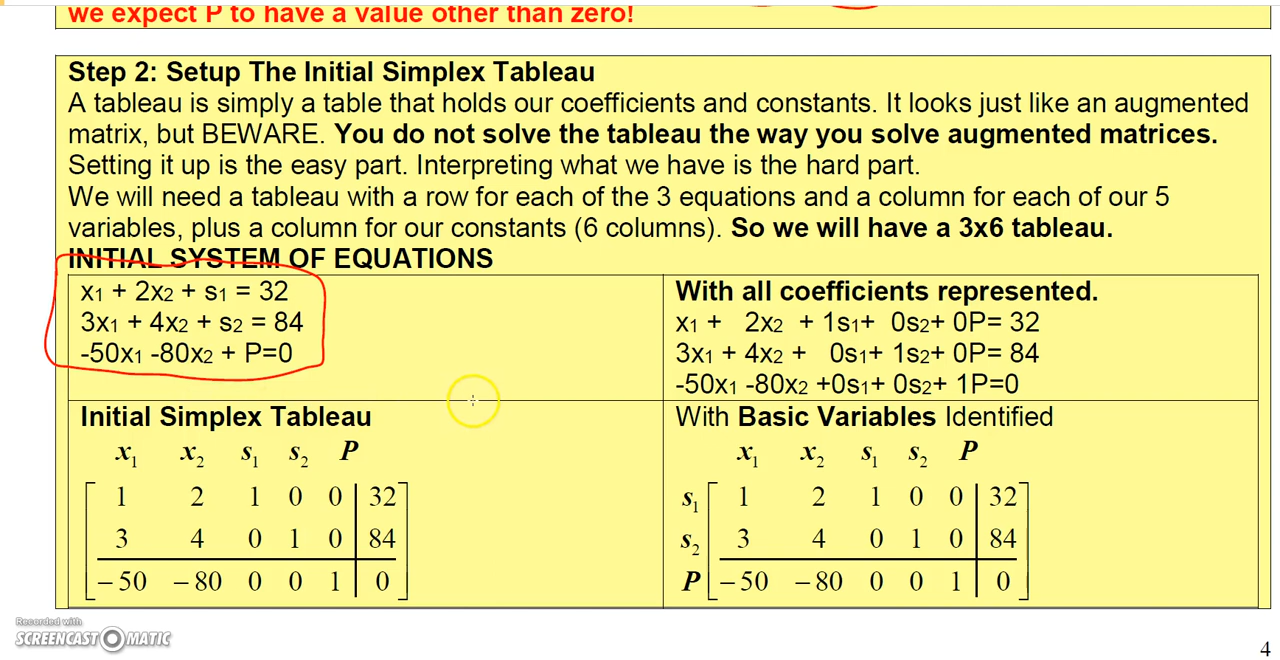 we expect P to have a value other than zero!
Step 2: Setup The Initial Simplex Tableau
A tableau is simply a table that holds our coefficients and constants. It looks just like an augmented
matrix, but BEWARE. You do not solve the tableau the way you solve augmented matrices.
Setting it up is the easy part. Interpreting what we have is the hard part.
We will need a tableau with a row for each of the 3 equations and a column for each of our 5
variables, plus a column for our constants (6 columns). So we will have a 3x6 tableau.
INITIAL SYSTEM OF EQUATIONS
x1 + 2x2 + s1 = 32
3x1 + 4x2 + s2 = 84
-50x1 -80x2 + P=0
With all coefficients represented.
x1 + 2x2 + 1s1+ 0s2+ 0P= 32
3x1 + 4x2 + 0s1+ 1s2+ 0P= 84
-50x1 -80x2 +0s1+ 0s2+ 1P=0
Initial Simplex Tableau
x1 x2 s1 s2 P
1 2 1 0 0 32
3 4 0 1 0 84
-50 -80 0 0 1 0
With Basic Variables Identified
x1 x2 s1 s2 P
s1 1 2 1 0 0 32
s2 3 4 0 1 0 84
P -50 -80 0 0 1 0
Recorded with
SCREENCAST-O-MATIC
4